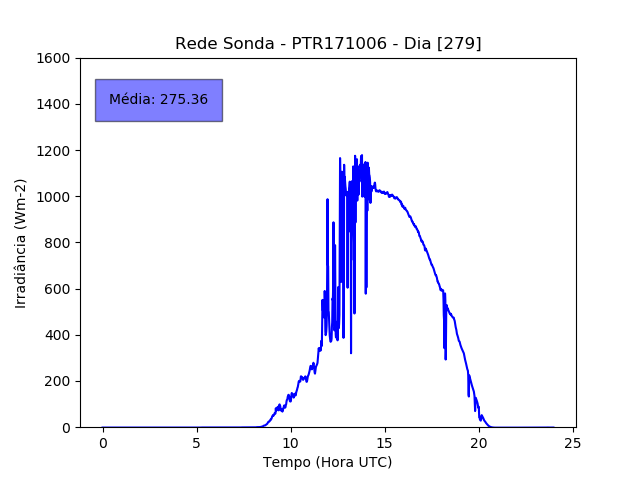 Rede Sonda - PTR171006 - Dia [279]
1600
1400
1200
1000
800
600
400
200
0
Média: 275.36
Irradiância (Wm-2)
0 5 10 15 20 25
Tempo (Hora UTC)